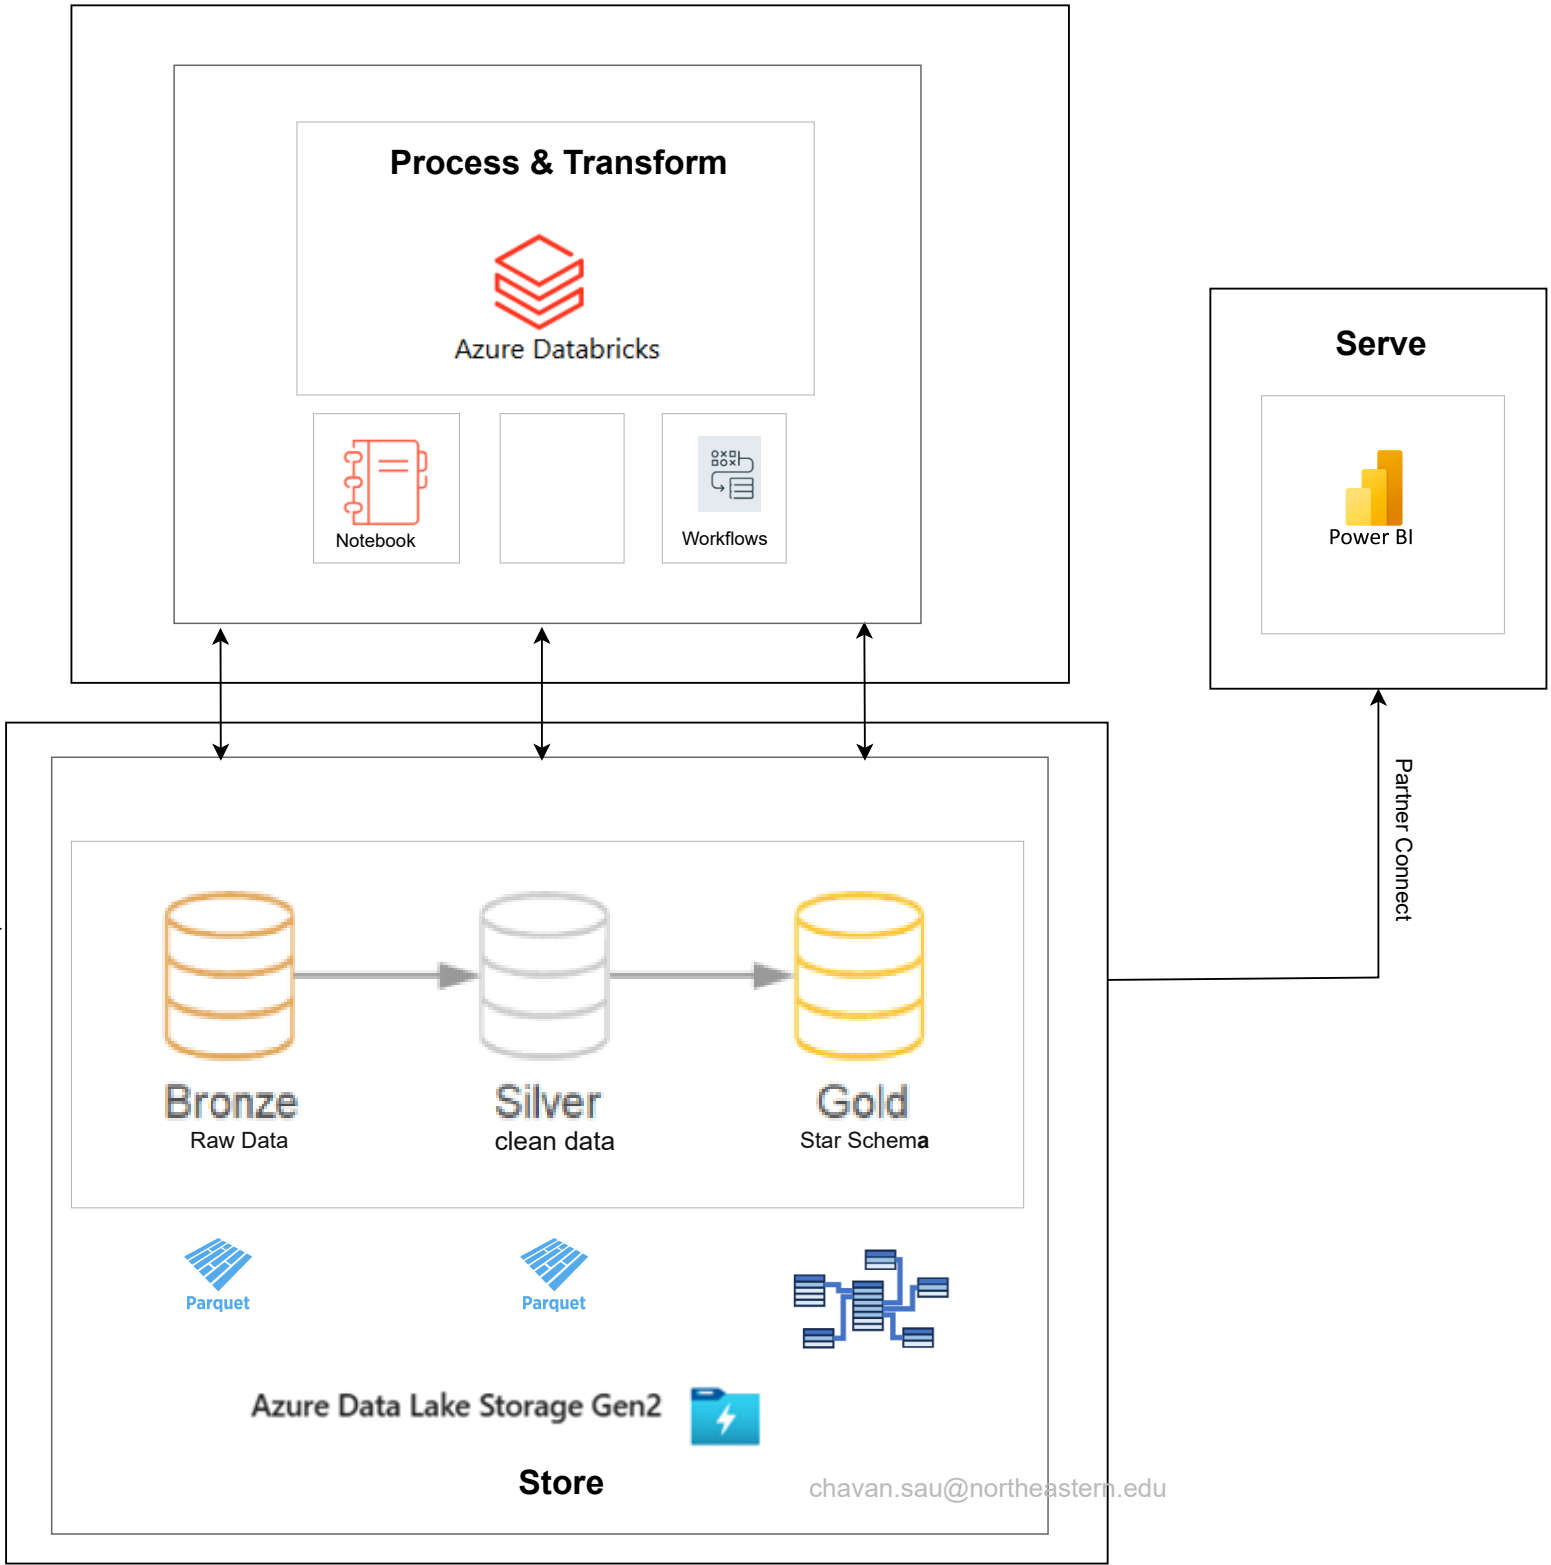 Process & Transform
Azure Databricks
Notebook
Workflows
Serve
Power BI
Partner Connect
Bronze
Raw Data
Silver
clean data
Gold
Star Schema
Parquet
Parquet
Azure Data Lake Storage Gen2
Store
chavan.sau@northeastern.edu